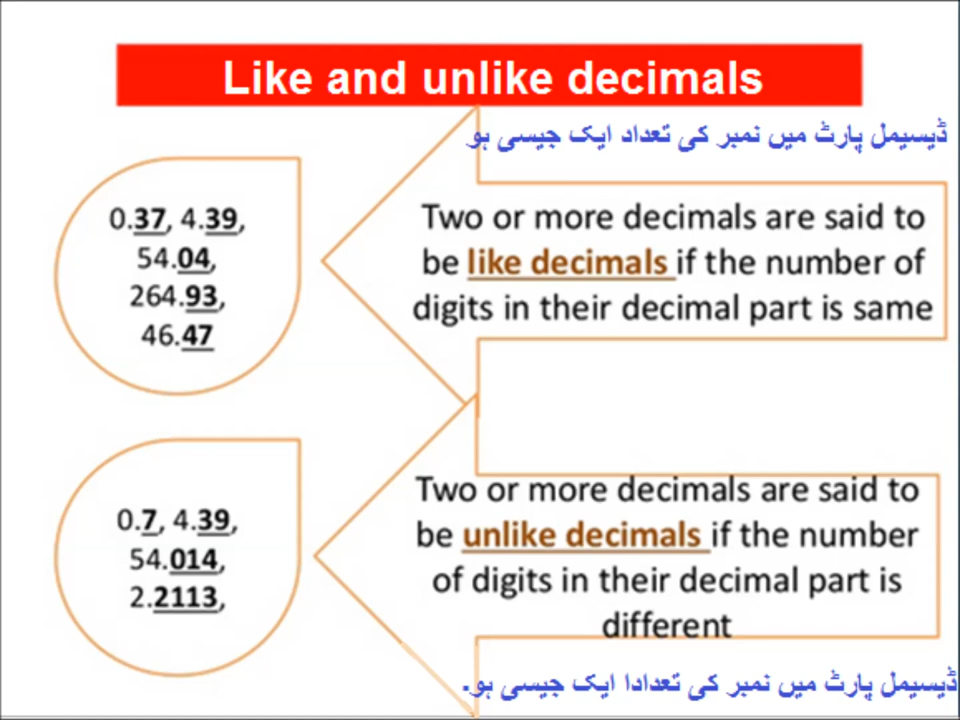 Like and unlike decimals
ڈیسیمل پارٹ میں نمبر کی تعداد ایک جیسی ہو
0.37, 4.39,
54.04,
264.93,
46.47
Two or more decimals are said to
be like decimals if the number of
digits in their decimal part is same
0.7, 4.39,
54.014,
2.2113,
Two or more decimals are said to
be unlike decimals if the number
of digits in their decimal part is
different
ڈیسیمل پارٹ میں نمبر کی تعدادا ایک جیسی ہو۔